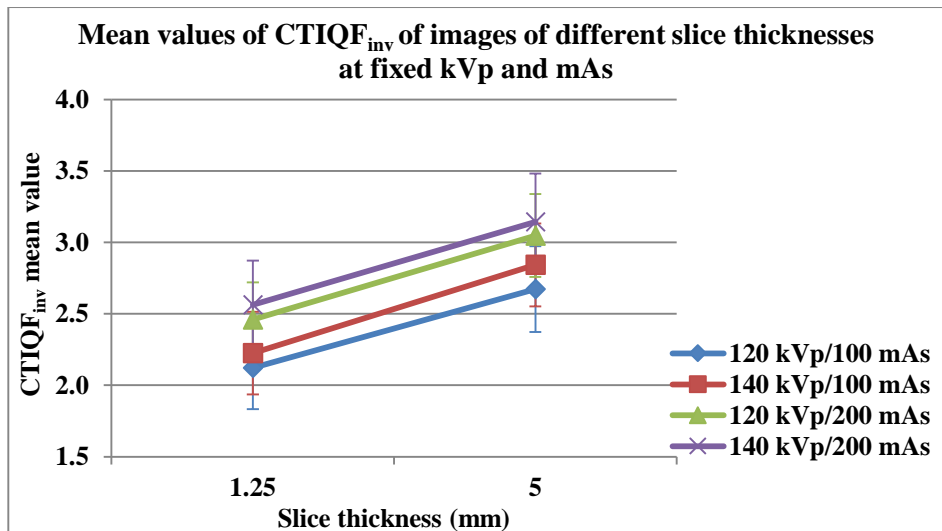 Mean values of CTIQFinv of images of different slice thicknesses
at fixed kVp and mAs
CTIQFinv mean value
4.0
3.5
3.0
2.5
2.0
1.5
1.25
5
Slice thickness (mm)
120 kVp/100 mAs
140 kVp/100 mAs
120 kVp/200 mAs
140 kVp/200 mAs